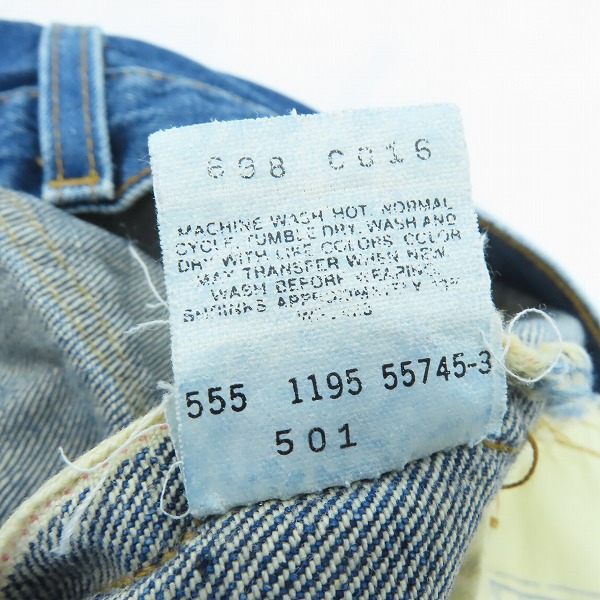 698 C016
MACHINE WASH HOT, NORMAL
CYCLE, TUMBLE DRY, WASH AND
DRY WITH LIKE COLORS, COLOR
MAY TRANSFER WHEN NEW.
WASH BEFORE WEARING.
SHRINKS
555 1195 55745-3
501